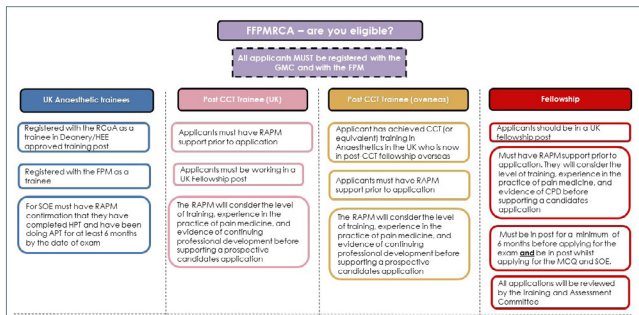 FFPMRCA – are you eligible?
All applicants MUST be registered with the
GMC and with the FPM
UK Anaesthetic trainees
Registered with the RCoA as a
trainee in Deanery/HEE
approved training post
Registered with the FPM as a
trainee
For SOE must have RAPM
confirmation that they have
completed HPT and have been
doing APT for at least 6 months
by the date of exam
Post CCT Trainee (UK)
Applicants must have RAPM
support prior to application
Applicants must be working in a
UK Fellowship post
The RAPM will consider the level
of training, experience in the
practice of pain medicine, and
evidence of continuing
professional development before
supporting a prospective
candidates application
Post CCT Trainee (overseas)
Applicant has achieved CCT (or
equivalent) training in
Anaesthetics in the UK who is now
in post CCT fellowship overseas
Applicants must have RAPM
support prior to application
The RAPM will consider the level
of training, experience in the
practice of pain medicine, and
evidence of continuing
professional development before
supporting a prospective
candidates application
Fellowship
Applicants should be in a UK
fellowship post
Must have RAPM support prior to
application. They will consider the
level of training, experience in the
practice of pain medicine, and
evidence of CPD before
supporting a candidates
application
Must be in post for a minimum of
6 months before applying for the
exam and be in post whilst
applying for the MCQ and SOE.
All applications will be reviewed
by the Training and Assessment
Committee